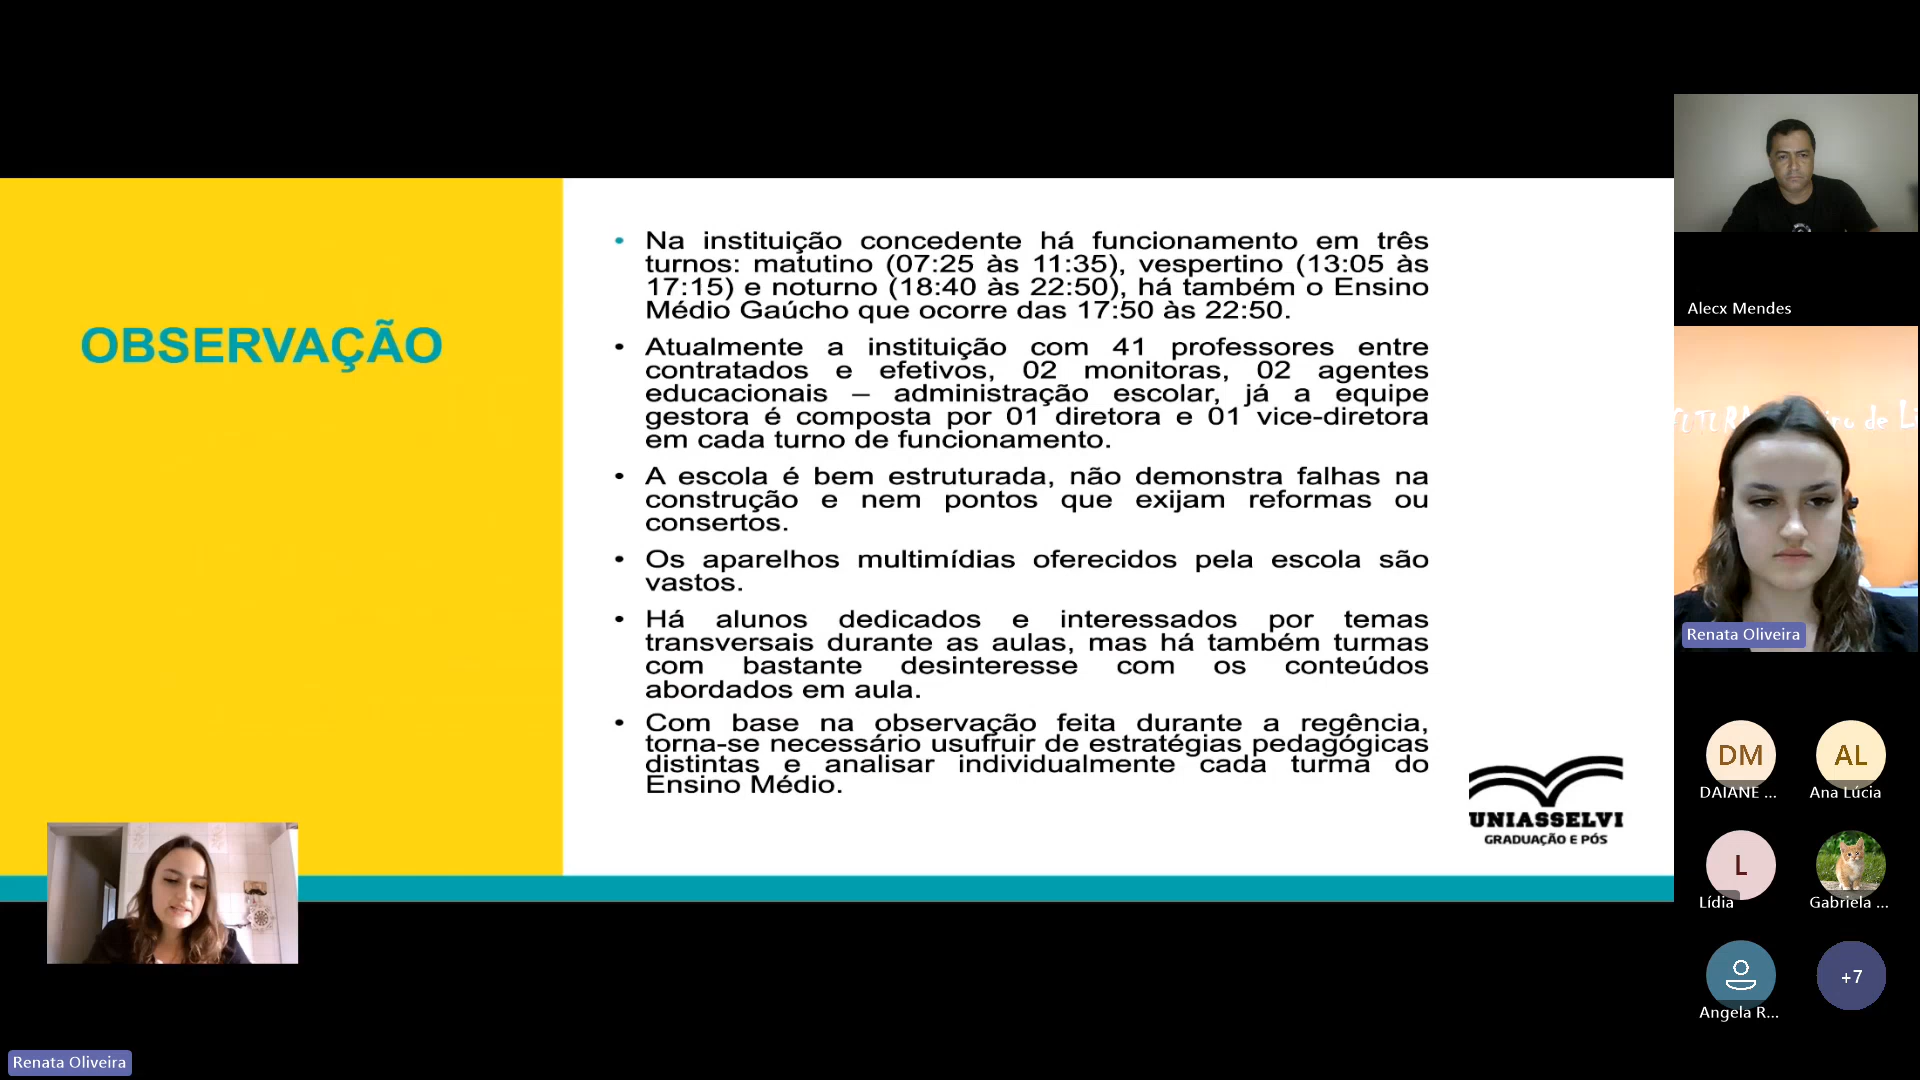 OBSERVAÇÃO
• Na instituição concedente há funcionamento em três
turnos: matutino (07:25 às 11:35), vespertino (13:05 às
17:15) e noturno (18:40 às 22:50), há também o Ensino
Médio Gaúcho que ocorre das 17:50 às 22:50.
• Atualmente a instituição com 41 professores entre
contratados e efetivos, 02 monitoras, 02 agentes
educacionais – administração escolar, já a equipe
gestora é composta por 01 diretora e 01 vice-diretora
em cada turno de funcionamento.
• A escola é bem estruturada, não demonstra falhas na
construção e nem pontos que exijam reformas ou
consertos.
• Os aparelhos multimídias oferecidos pela escola são
vastos.
• Há alunos dedicados e interessados por temas
transversais durante as aulas, mas há também turmas
com bastante desinteresse com os conteúdos
abordados em aula.
• Com base na observação feita durante a regência,
torna-se necessário usufruir de estratégias pedagógicas
distintas e analisar individualmente cada turma do
Ensino Médio.
UNIASSELVI
GRADUAÇÃO E PÓS
Renata Oliveira
Alecx Mendes
de Li
Renata Oliveira
DM
DAIANE ...
AL
Ana Lúcia
L
Lídia
Gabriela ...
Angela R...
+7